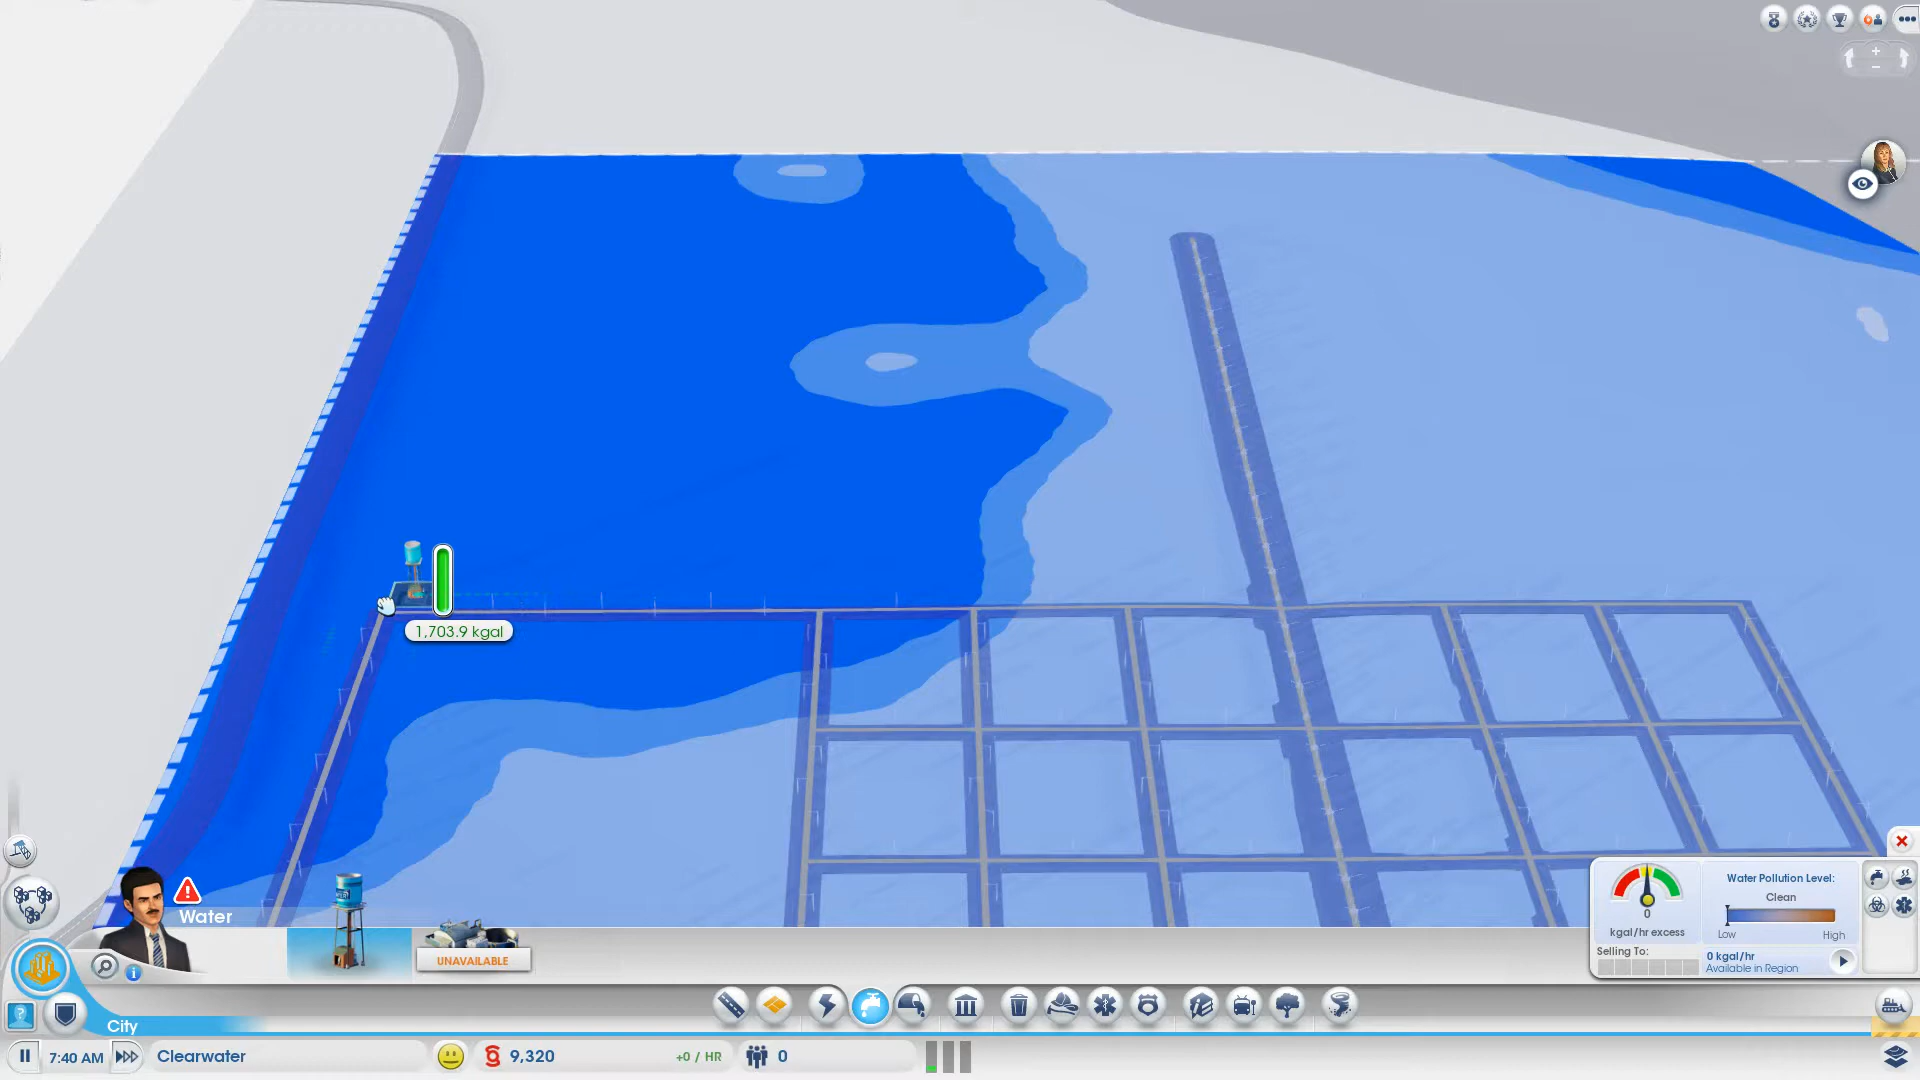 1,703.9 kgal
Water
UNAVAILABLE
Water Pollution Level:
Clean
Low
High
0
kgal/hr excess
Selling To:
0 kgal/hr
Available in Region
City
7:40 AM
Clearwater
9,320
+0 / HR
0